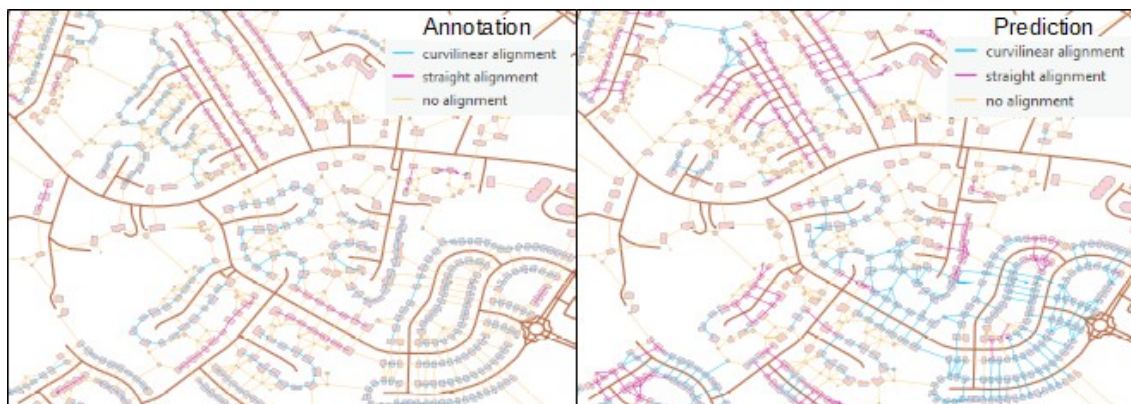 Annotation
curvilinear alignment
straight alignment
no alignment
Prediction
curvilinear alignment
straight alignment
no alignment